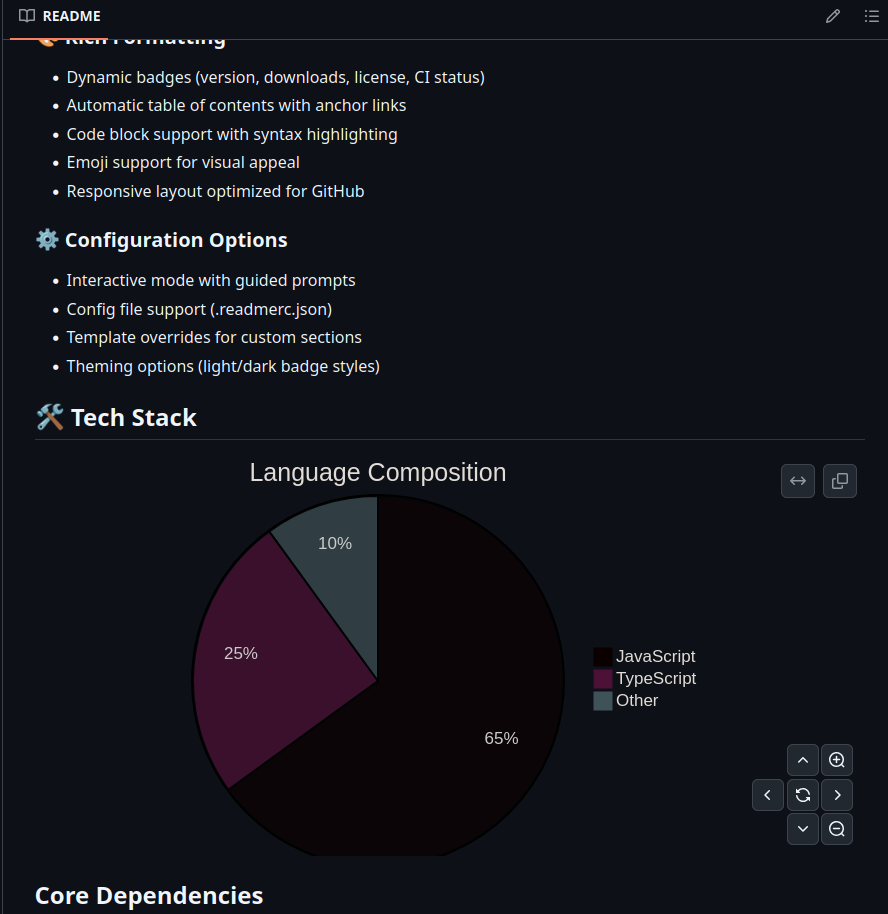 README
Rich Formatting
Dynamic badges (version, downloads, license, CI status)
Automatic table of contents with anchor links
Code block support with syntax highlighting
Emoji support for visual appeal
Responsive layout optimized for GitHub
⚙️ Configuration Options
Interactive mode with guided prompts
Config file support (.readmerc.json)
Template overrides for custom sections
Theming options (light/dark badge styles)
🛠️ Tech Stack
Language Composition
10%
25%
65%
JavaScript
TypeScript
Other
Core Dependencies